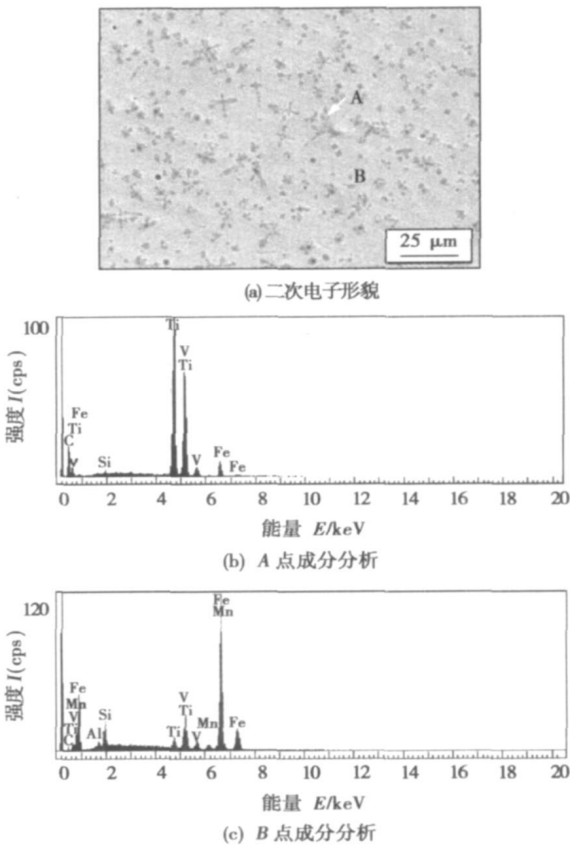 A
B
25 μm
(a)二次电子形貌
100
强度 I(cps)
Ti
V
Ti
Fe
Ti
C
V
Si
V
Fe
Fe
0 2 4 6 8 10 12 14 16 18 20
能量 E/keV
(b) A 点成分分析
120
强度 I(cps)
Fe
Mn
Fe
Mn
V
Ti
C
Al
Si
Ti
V
Ti
V
Mn
Fe
0 2 4 6 8 10 12 14 16 18 20
能量 E/keV
(c) B 点成分分析